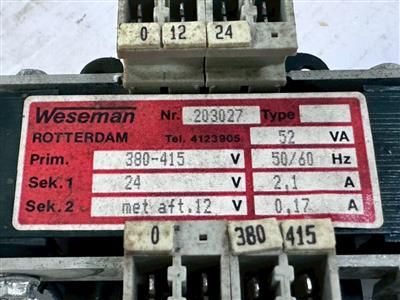 0 12 24
Weseman Nr. 203027 Type
ROTTERDAM Tel. 4123905 52 VA
Prim. 380-415 V 50/60 Hz
Sek.1 24 V 2,1 A
Sek.2 met aft.12 V 0,17 A
0 380 415